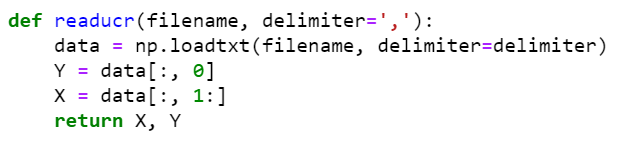 def readucr(filename, delimiter=','):
    data = np.loadtxt(filename, delimiter=delimiter)
    Y = data[:, 0]
    X = data[:, 1:]
    return X, Y